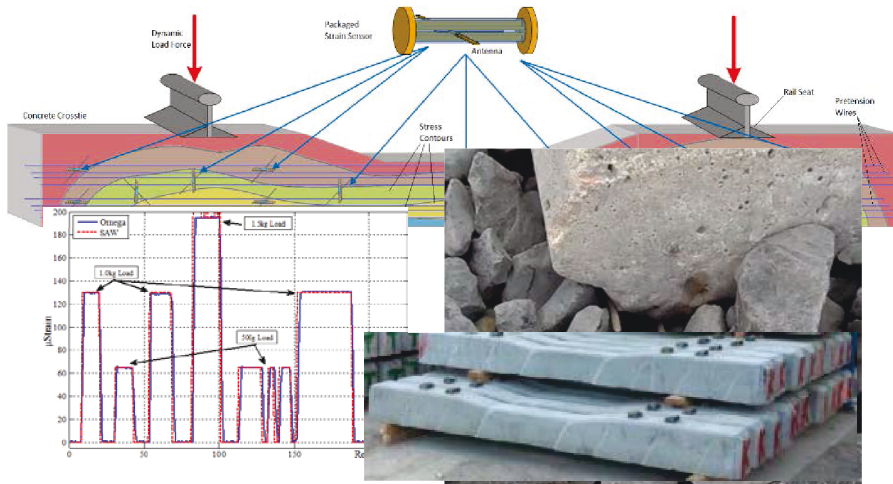 Packaged
Strain Sensor
Dynamic
Load Force
Antenna
Rail Seat
Concrete Crosstie
Pretension
Wires
Stress
Contours
200
180
160
140
120
100
80
60
40
20
0
μStrain
Omega
SAW
1.5kg Load
1.0kg Load
500g Load
0
50
100
150
Re